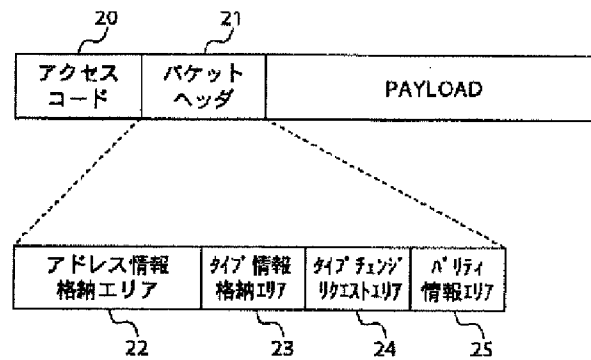 20 21
アクセス
コード
パケット
ヘッダ
PAYLOAD
アドレス情報
格納エリア
ﾀｲﾌﾟ情報
格納ｴﾘｱ
ﾀｲﾌﾟﾁｪﾝｼﾞ
ﾘｸｴｽﾄｴﾘｱ
ﾊﾟﾘﾃｨ
情報ｴﾘｱ
22 23 24 25